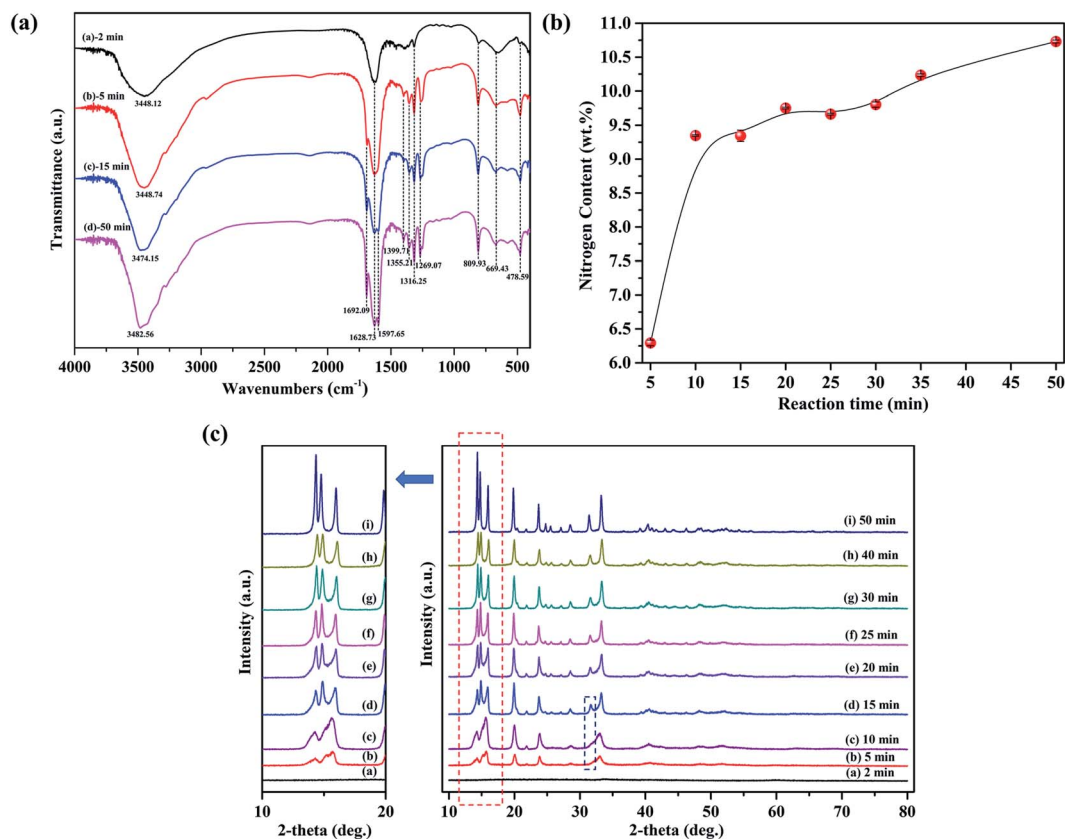 (a)
(a)-2 min
3448.12
(b)-5 min
3448.74
(c)-15 min
3474.15
(d)-50 min
3482.56
1692.09
1628.73
1597.65
1399.71
1355.21
1316.25
1269.07
809.93
669.43
478.59
Transmittance (a.u.)
4000 3500 3000 2500 2000 1500 1000 500
Wavenumbers (cm-1)
(b)
11.0
10.5
10.0
9.5
9.0
8.5
8.0
7.5
7.0
6.5
6.0
Nitrogen Content (wt.%)
5 10 15 20 25 30 35 40 45 50
Reaction time (min)
(c)
Intensity (a.u.)
(i)
(h)
(g)
(f)
(e)
(d)
(c)
(b)
(a)
10 20
2-theta (deg.)
Intensity (a.u.)
(i) 50 min
(h) 40 min
(g) 30 min
(f) 25 min
(e) 20 min
(d) 15 min
(c) 10 min
(b) 5 min
(a) 2 min
10 20 30 40 50 60 70 80
2-theta (deg.)